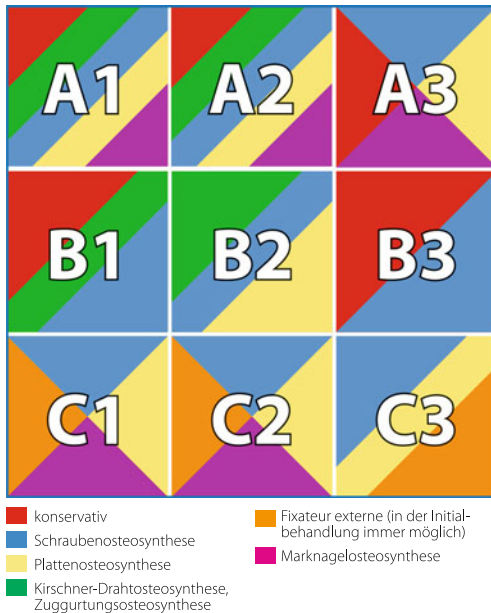 A1 A2 A3
B1 B2 B3
C1 C2 C3
konservativ
Schraubenosteosynthese
Plattenosteosynthese
Kirschner-Drahtosteosynthese,
Zuggurtungsosteosynthese
Fixateur externe (in der Initial-
behandlung immer möglich)
Marknagelosteosynthese